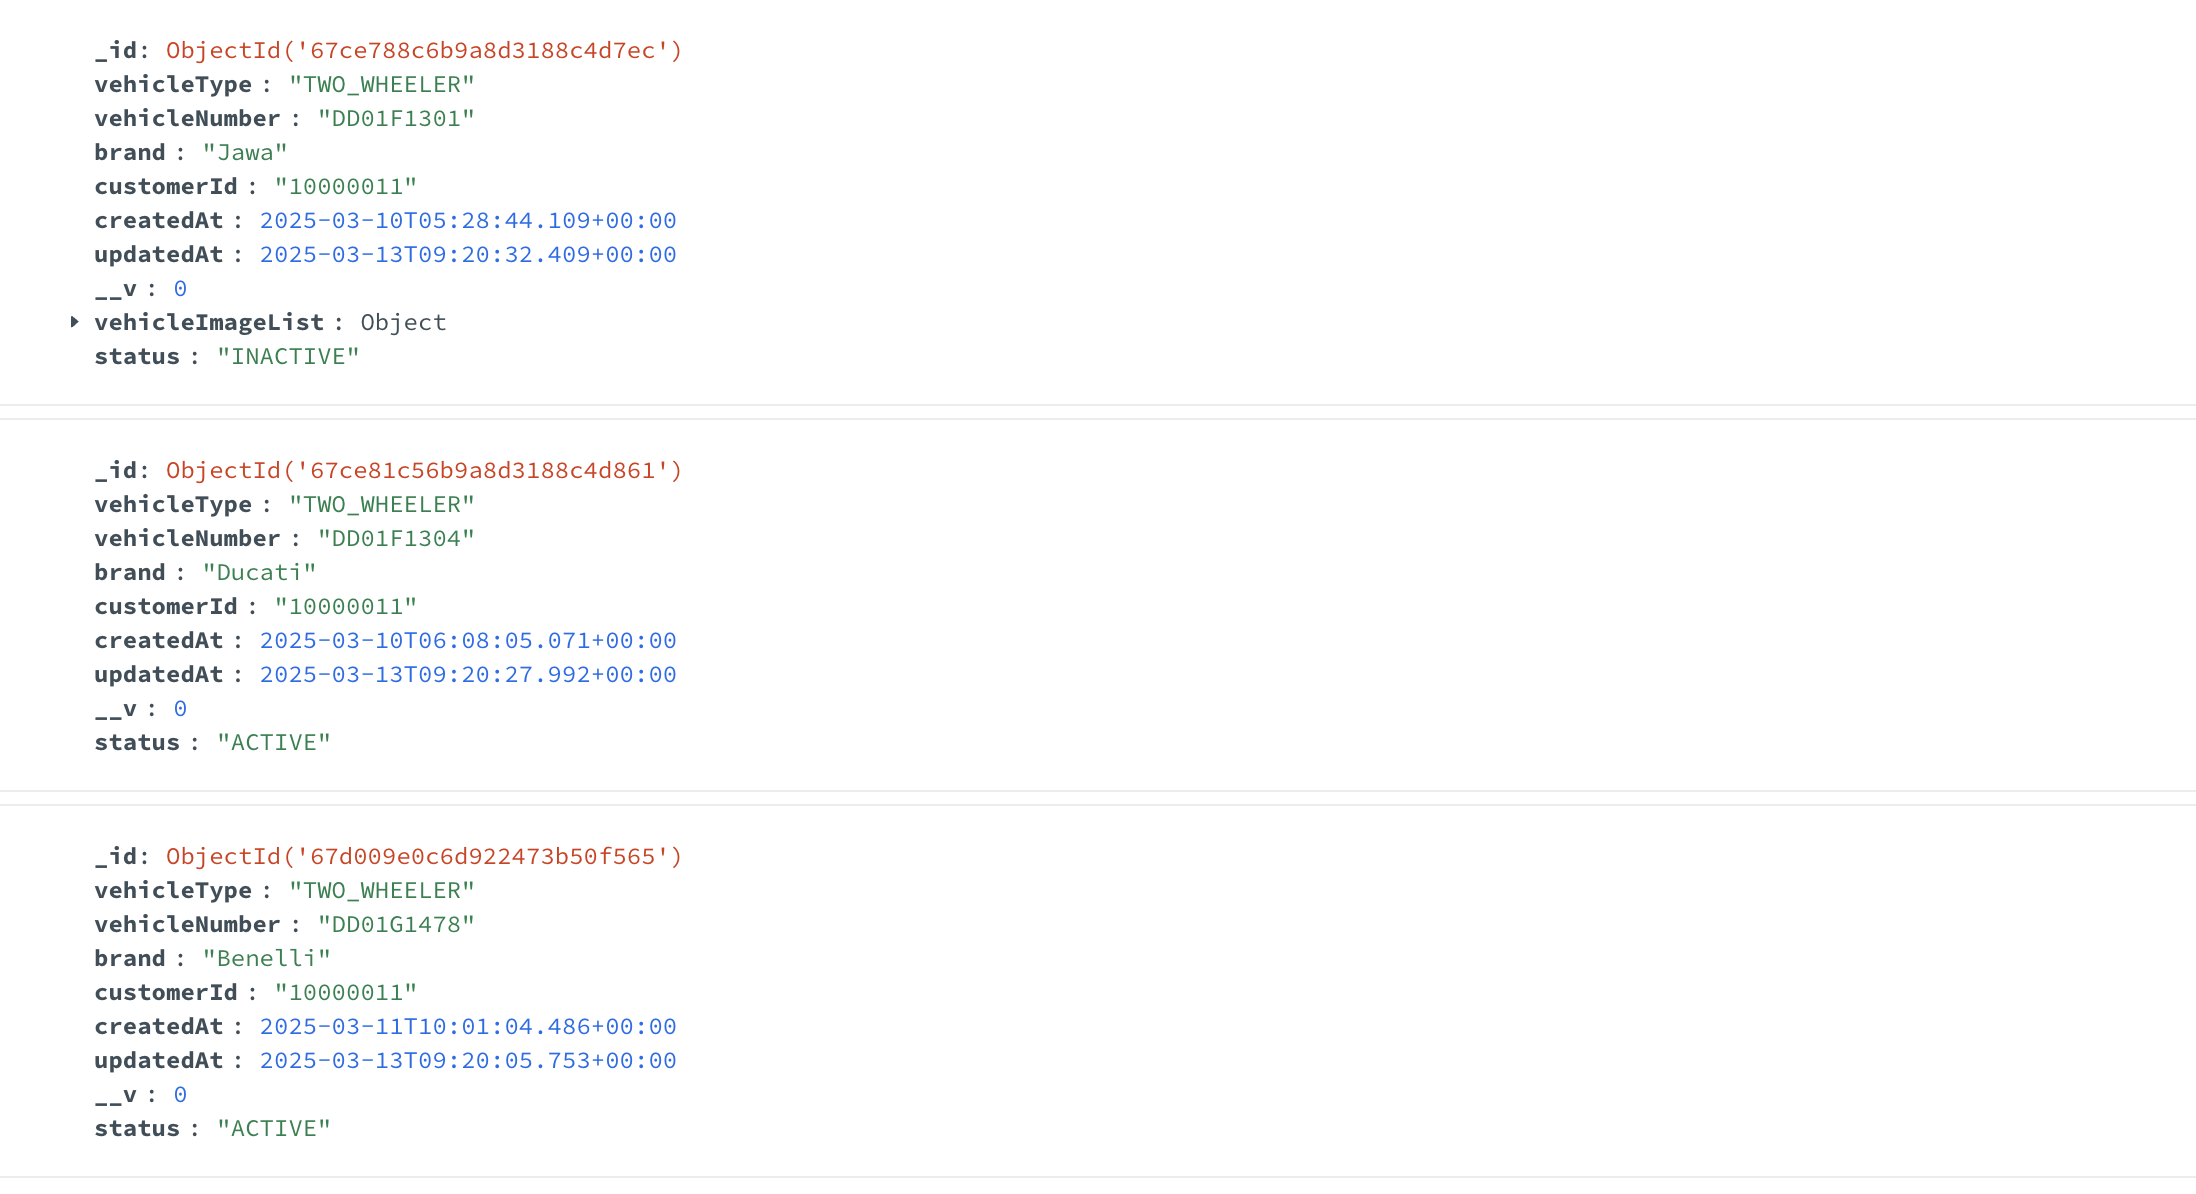 _id: ObjectId('67ce788c6b9a8d3188c4d7ec')
vehicleType : "TWO_WHEELER"
vehicleNumber : "DD01F1301"
brand : "Jawa"
customerId : "10000011"
createdAt : 2025-03-10T05:28:44.109+00:00
updatedAt : 2025-03-13T09:20:32.409+00:00
__v : 0
vehicleImageList : Object
status : "INACTIVE"
_id: ObjectId('67ce81c56b9a8d3188c4d861')
vehicleType : "TWO_WHEELER"
vehicleNumber : "DD01F1304"
brand : "Ducati"
customerId : "10000011"
createdAt : 2025-03-10T06:08:05.071+00:00
updatedAt : 2025-03-13T09:20:27.992+00:00
__v : 0
status : "ACTIVE"
_id: ObjectId('67d009e0c6d922473b50f565')
vehicleType : "TWO_WHEELER"
vehicleNumber : "DD01G1478"
brand : "Benelli"
customerId : "10000011"
createdAt : 2025-03-11T10:01:04.486+00:00
updatedAt : 2025-03-13T09:20:05.753+00:00
__v : 0
status : "ACTIVE"